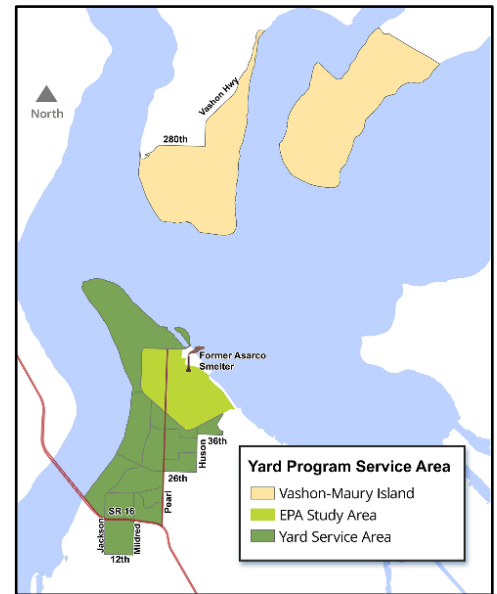 North
Vashon Hwy
280th
Former Asarco
Smelter
36th
Huson
26th
Pearl
SR 16
Jackson
Mildred
12th
Yard Program Service Area
Vashon-Maury Island
EPA Study Area
Yard Service Area